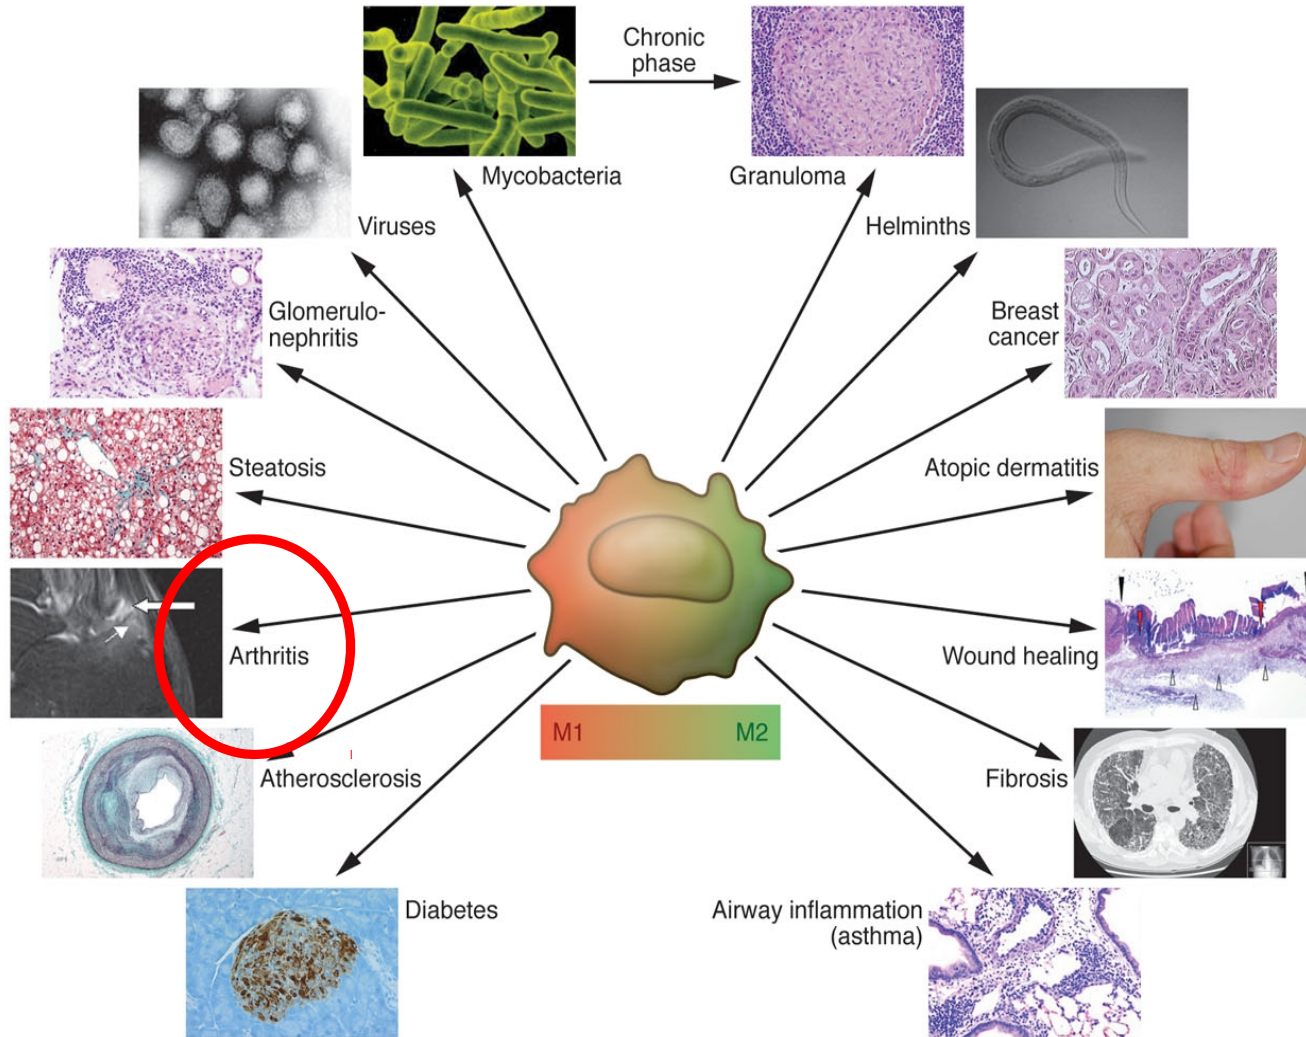 Chronic
phase
Mycobacteria
Granuloma
Viruses
Helminths
Glomerulo-
nephritis
Breast
cancer
Steatosis
Atopic dermatitis
Arthritis
Wound healing
M1
M2
Atherosclerosis
Fibrosis
Diabetes
Airway inflammation
(asthma)